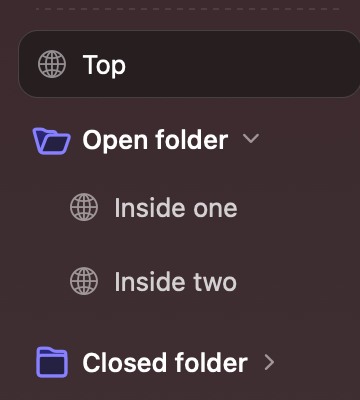 Top
Open folder
Inside one
Inside two
Closed folder